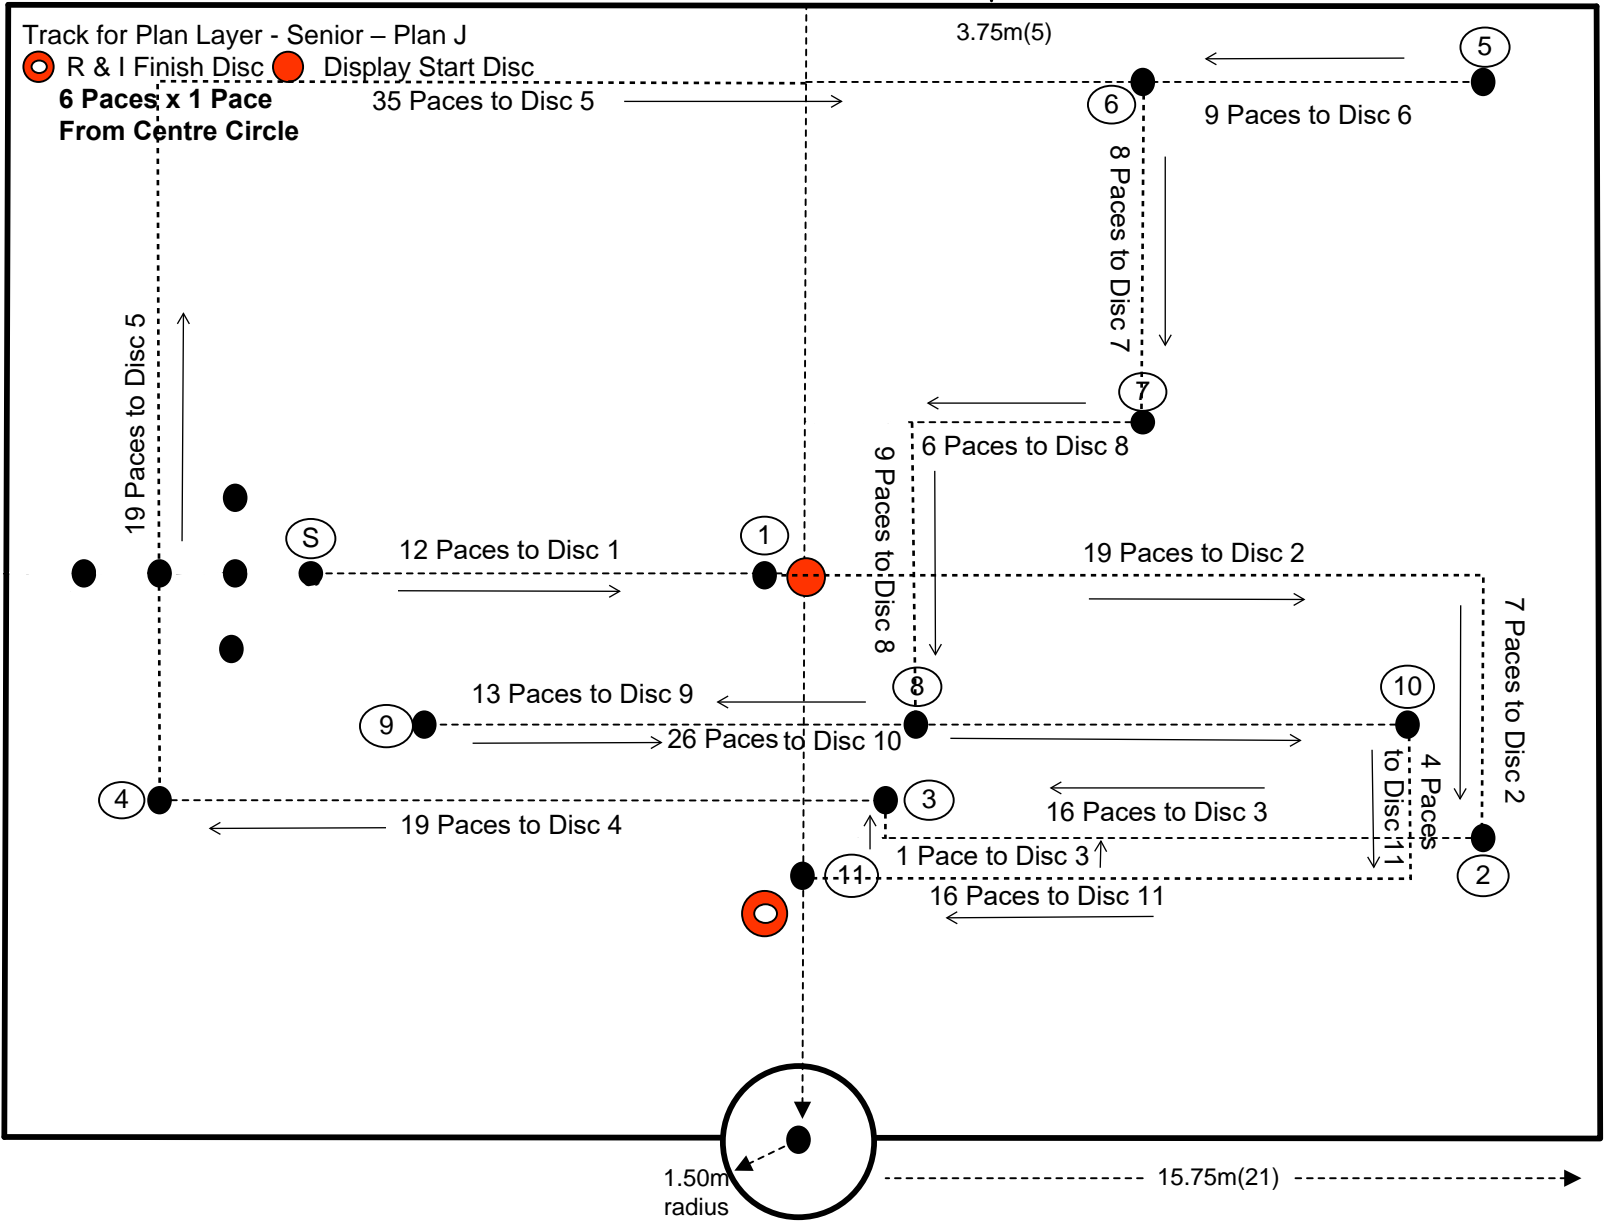 Track for Plan Layer - Senior – Plan J
R & I Finish Disc Display Start Disc
6 Paces x 1 Pace
From Centre Circle
3.75m(5)
5
35 Paces to Disc 5
6
9 Paces to Disc 6
8 Paces to Disc 7
7
6 Paces to Disc 8
19 Paces to Disc 5
9 Paces to Disc 8
S
12 Paces to Disc 1
1
19 Paces to Disc 2
7 Paces to Disc 2
13 Paces to Disc 9
8
10
9
26 Paces to Disc 10
4 Paces
to Disc 11
4
3
19 Paces to Disc 4
16 Paces to Disc 3
1 Pace to Disc 3
11
2
16 Paces to Disc 11
1.50m
radius
15.75m(21)